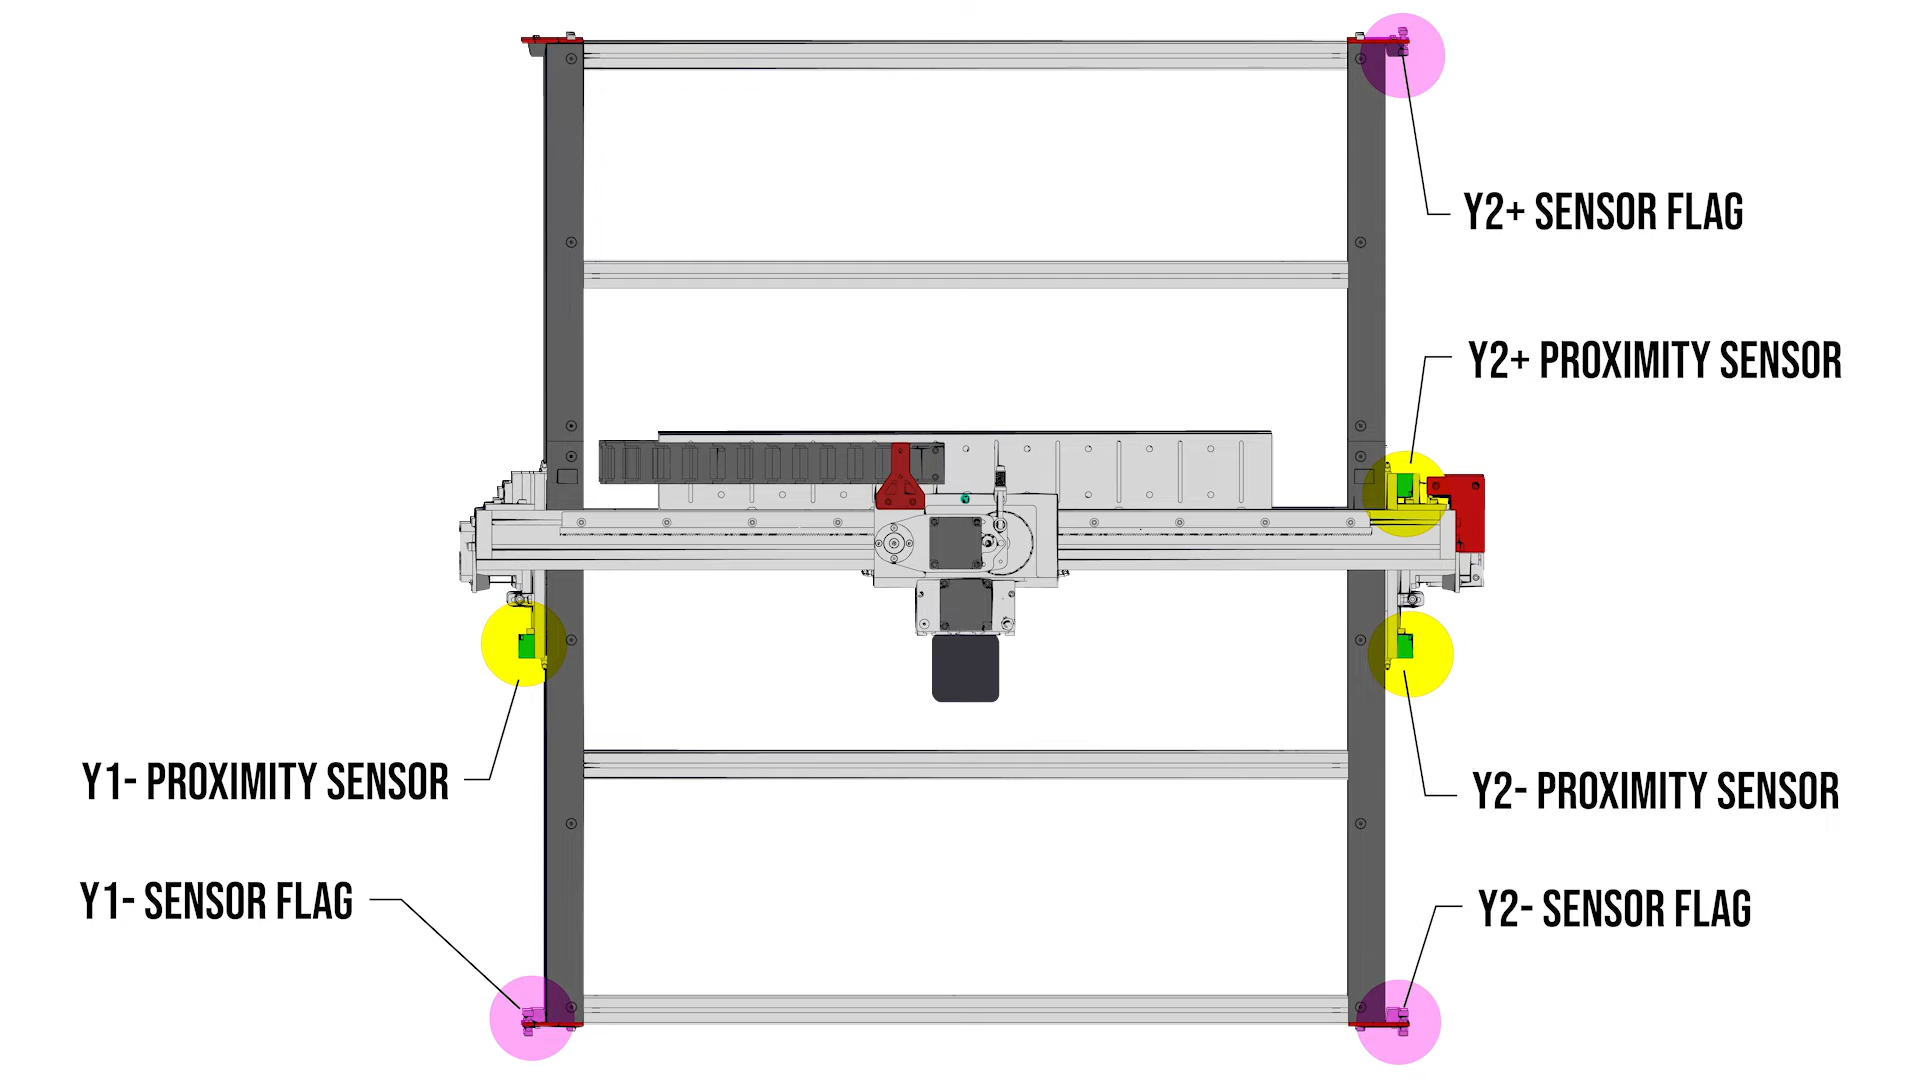 Y2+ SENSOR FLAG
Y2+ PROXIMITY SENSOR
Y1- PROXIMITY SENSOR
Y2- PROXIMITY SENSOR
Y1- SENSOR FLAG
Y2- SENSOR FLAG